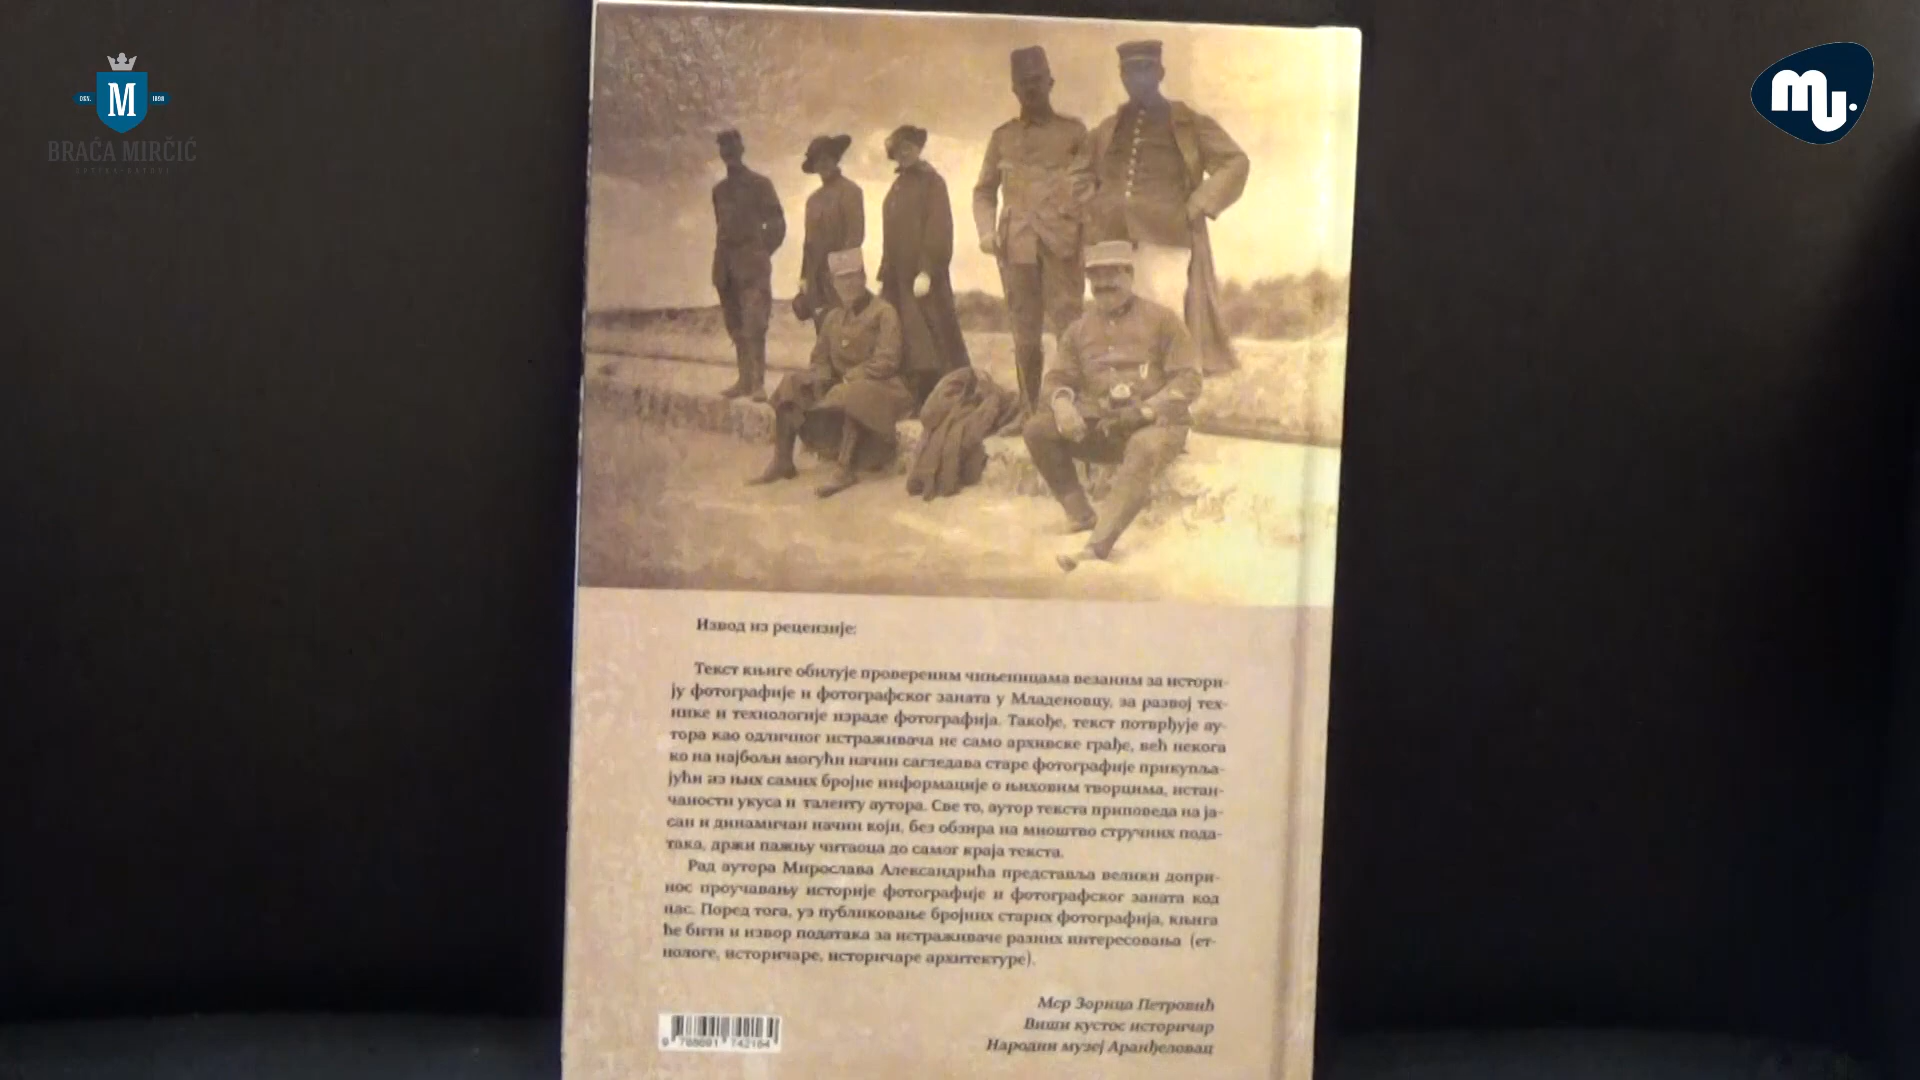 OSN. M 1898
BRAĆA MIRČIĆ
mu.
Извод из рецензије:
Текст књиге обилује провереним чињеницама везаним за истори-
ју фотографије и фотографског заната у Младеновцу, за развој тех-
нике и технологије израде фотографија. Такође, текст потврђује ау-
тора као одличног истраживача не само архивске грађе, већ некога
ко на најбољи могући начин сагледава старе фотографије прикупља-
јући из њих самих бројне информације о њиховим творцима, истан-
чаности укуса и таленту аутора. Све то, аутор текста приповеда на ја-
сан и динамичан начин који, без обзира на мноштво стручних пода-
така, држи пажњу читаоца до самог краја текста.
Рад аутора Мирослава Александрића представља велики допри-
нос проучавању историје фотографије и фотографског заната код
нас. Поред тога, уз публиковање бројних старих фотографија, књига
ће бити и извор података за истраживаче разних интересовања (ет-
нологе, историчаре, историчаре архитектуре).
Мср Зорица Петровић
Виши кустос историчар
Народни музеј Аранђеловац
9 788691 742164